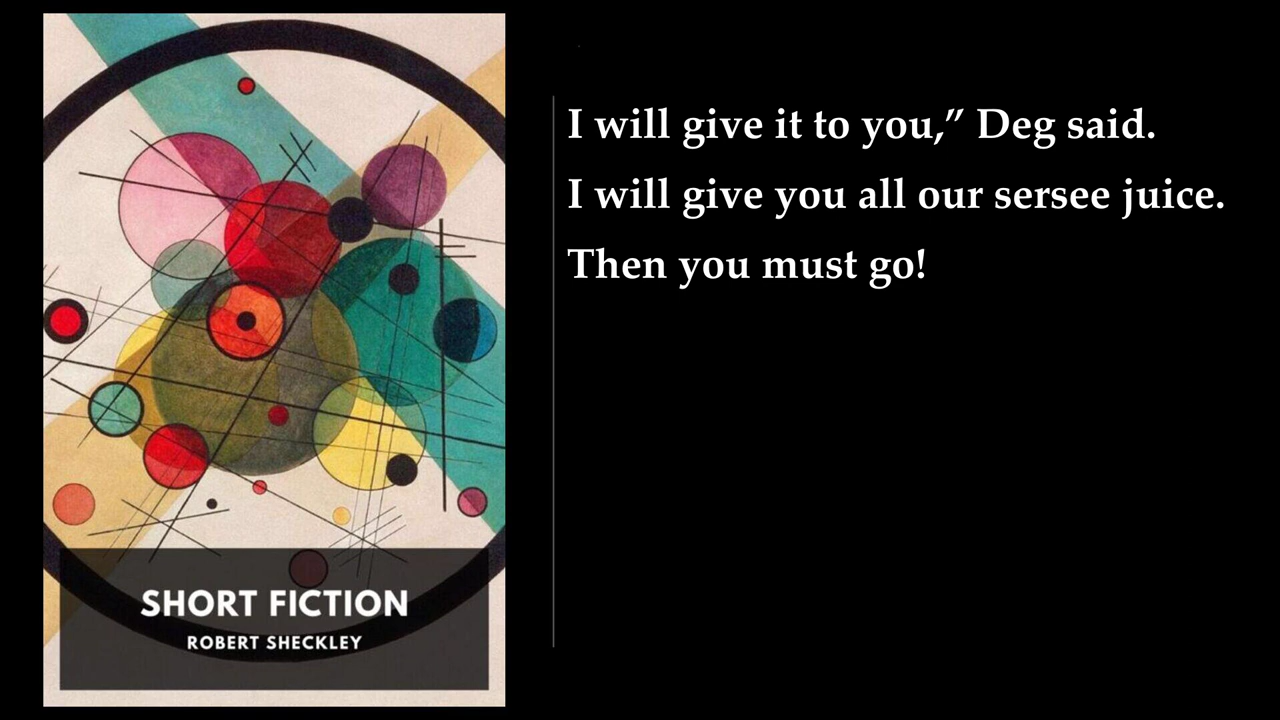 I will give it to you,” Deg said.
I will give you all our sersee juice.
Then you must go!
SHORT FICTION
ROBERT SHECKLEY